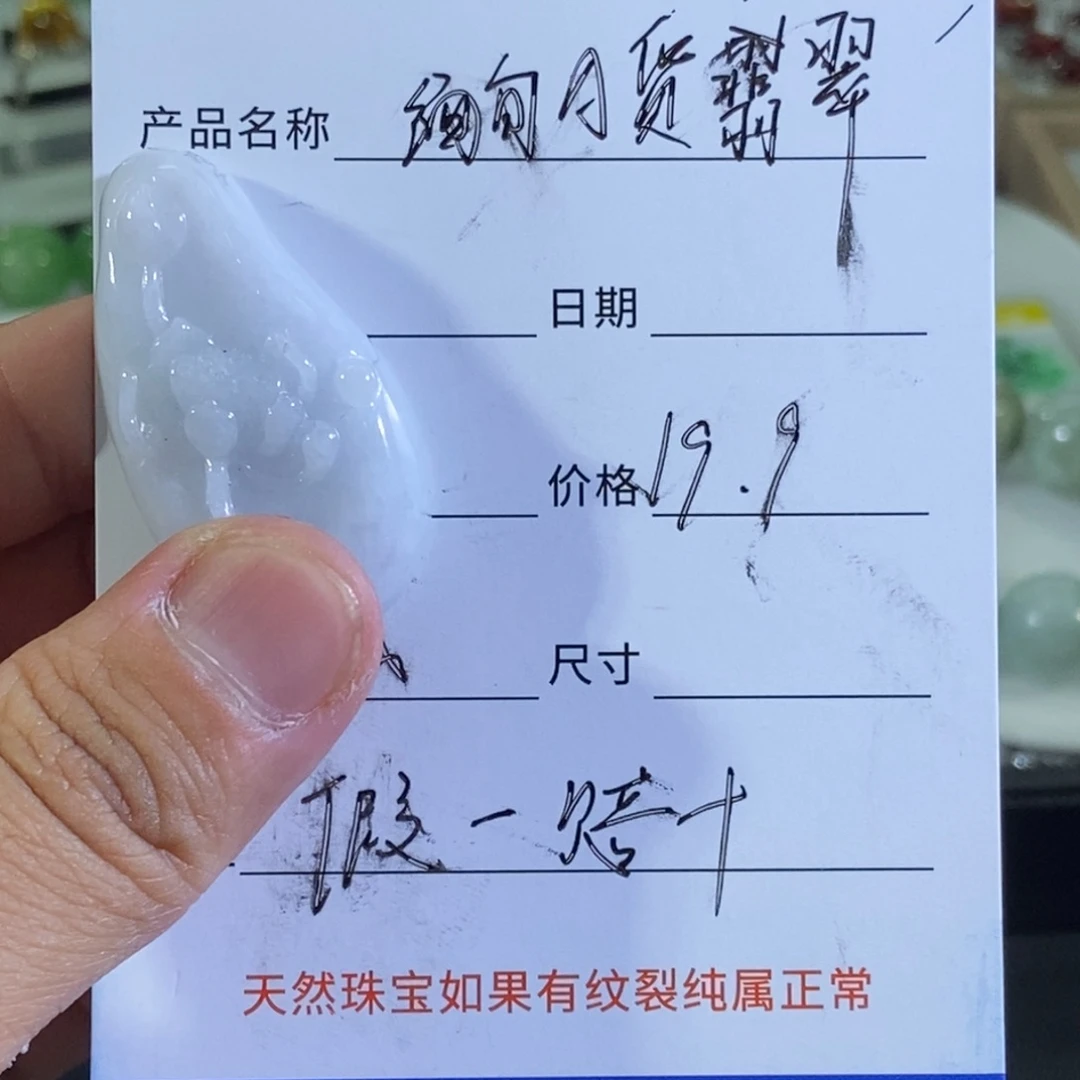 产品名称 缅甸A货翡翠
日期
价格 19.9
尺寸
假一赔十
天然珠宝如果有纹裂纯属正常